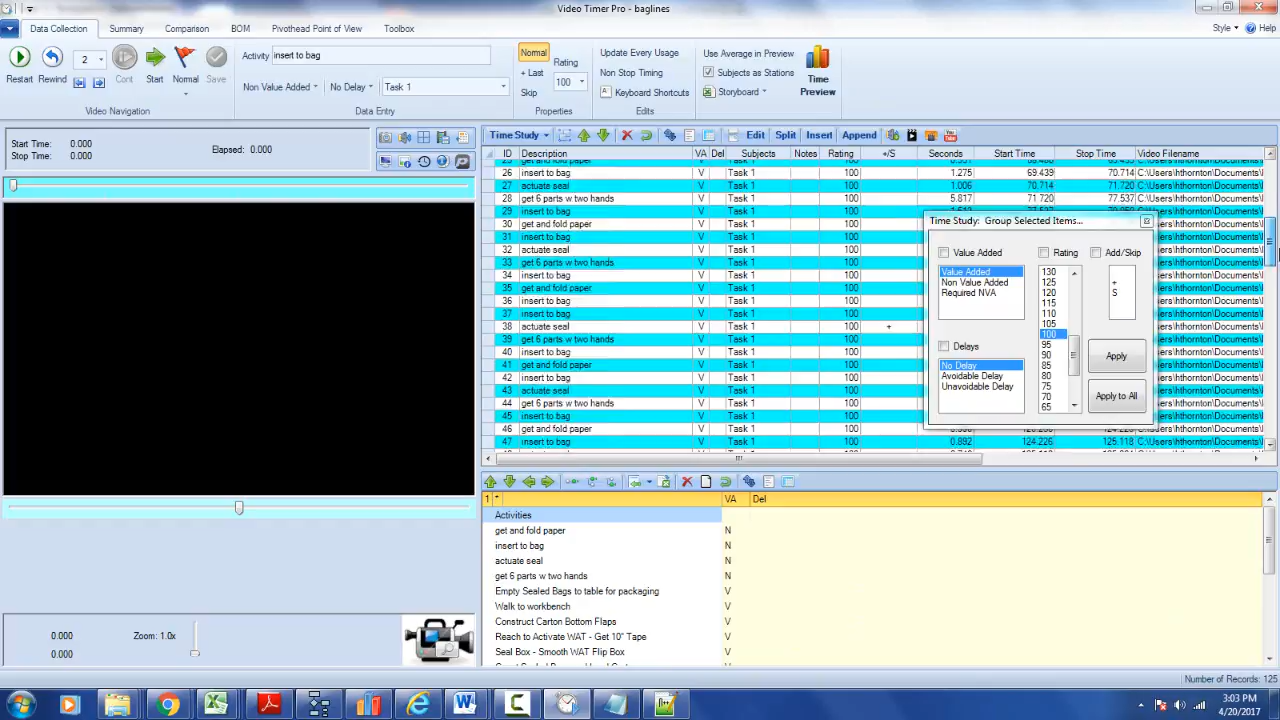 Video Timer Pro - baglines
Data Collection Summary Comparison BOM Pivothead Point of View Toolbox Style Help
Restart Rewind 2 Cont Start Normal Save
Video Navigation
Activity insert to bag
Non Value Added No Delay Task 1
Data Entry
Normal Rating
+ Last 100
Skip
Properties
Update Every Usage
Non Stop Timing
Keyboard Shortcuts
Edits
Use Average in Preview
Subjects as Stations
Storyboard
Time Preview
Start Time: 0.000
Stop Time: 0.000
Elapsed: 0.000
Time Study Edit Split Insert Append
ID Description VA Del Subjects Notes Rating +/S Seconds Start Time Stop Time Video Filename
26 insert to bag V Task 1 100 1.275 69.439 70.714 C:\Users\hthornton\Documents\
27 actuate seal V Task 1 100 1.006 70.714 71.720 C:\Users\hthornton\Documents\
28 get 6 parts w two hands V Task 1 100 5.817 71.720 77.537 C:\Users\hthornton\Documents\
29 insert to bag V Task 1 100
30 get and fold paper V Task 1 100
31 insert to bag V Task 1 100
32 actuate seal V Task 1 100
33 get 6 parts w two hands V Task 1 100
34 insert to bag V Task 1 100
35 get and fold paper V Task 1 100
36 insert to bag V Task 1 100
37 insert to bag V Task 1 100
38 actuate seal V Task 1 100 +
39 get 6 parts w two hands V Task 1 100
40 insert to bag V Task 1 100
41 get and fold paper V Task 1 100
42 insert to bag V Task 1 100
43 actuate seal V Task 1 100
44 get 6 parts w two hands V Task 1 100
45 insert to bag V Task 1 100
46 get and fold paper V Task 1 100
47 insert to bag V Task 1 100 0.892 124.226 125.118 C:\Users\hthornton\Documents\
Time Study: Group Selected Items...
Value Added Rating Add/Skip
Value Added
Non Value Added
Required NVA
130
125
120
115
110
105
100
95
90
85
80
75
70
65
+
S
Delays
No Delay
Avoidable Delay
Unavoidable Delay
Apply
Apply to All
1 * VA Del
Activities
get and fold paper N
insert to bag N
actuate seal N
get 6 parts w two hands N
Empty Sealed Bags to table for packaging V
Walk to workbench V
Construct Carton Bottom Flaps V
Reach to Activate WAT - Get 10" Tape V
Seal Box - Smooth WAT Flip Box V
0.000
0.000
Zoom: 1.0x
Number of Records: 125
3:03 PM
4/20/2017